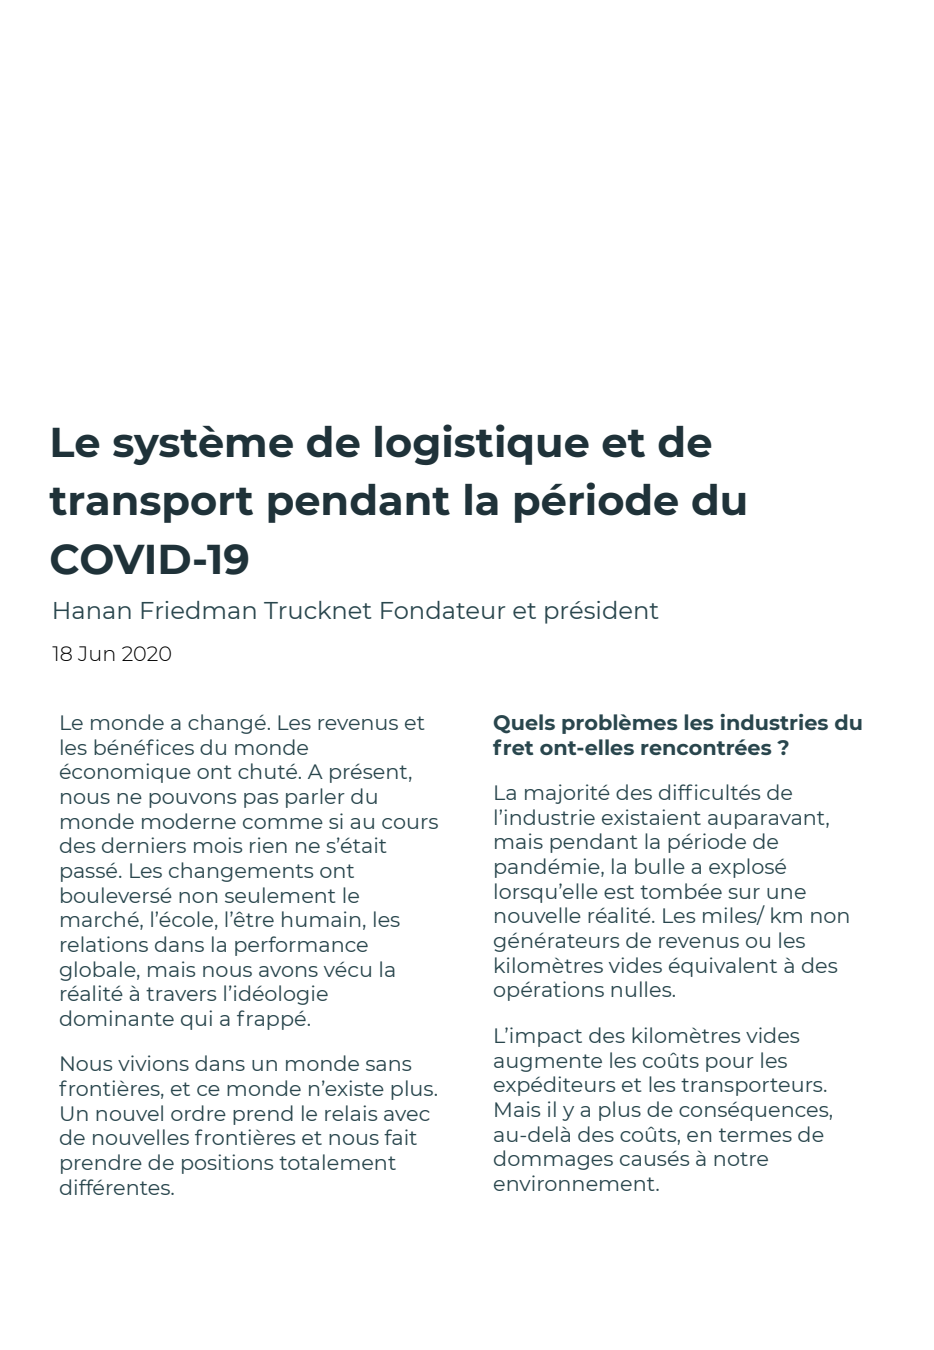 Le système de logistique et de
transport pendant la période du
COVID-19
Hanan Friedman Trucknet Fondateur et président
18 Jun 2020
Le monde a changé. Les revenus et
les bénéfices du monde
économique ont chuté. A présent,
nous ne pouvons pas parler du
monde moderne comme si au cours
des derniers mois rien ne s’était
passé. Les changements ont
bouleversé non seulement le
marché, l’école, l’être humain, les
relations dans la performance
globale, mais nous avons vécu la
réalité à travers l’idéologie
dominante qui a frappé.
Nous vivions dans un monde sans
frontières, et ce monde n’existe plus.
Un nouvel ordre prend le relais avec
de nouvelles frontières et nous fait
prendre de positions totalement
différentes.
Quels problèmes les industries du
fret ont-elles rencontrées ?
La majorité des difficultés de
l’industrie existaient auparavant,
mais pendant la période de
pandémie, la bulle a explosé
lorsqu’elle est tombée sur une
nouvelle réalité. Les miles/ km non
générateurs de revenus ou les
kilomètres vides équivalent à des
opérations nulles.
L’impact des kilomètres vides
augmente les coûts pour les
expéditeurs et les transporteurs.
Mais il y a plus de conséquences,
au-delà des coûts, en termes de
dommages causés à notre
environnement.